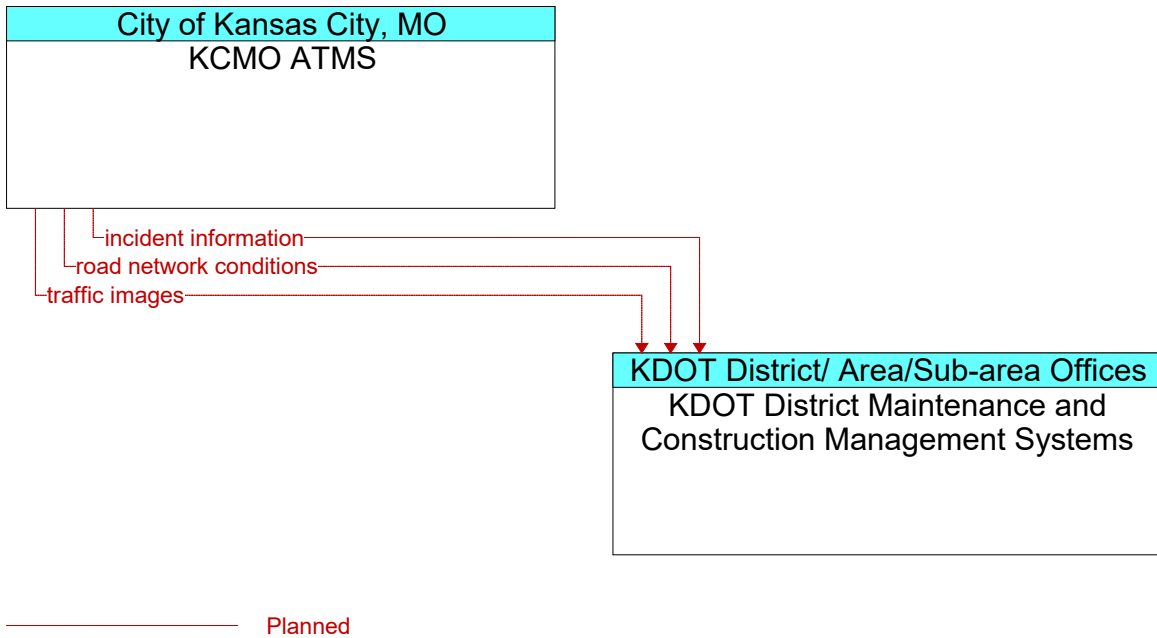 City of Kansas City, MO
KCMO ATMS
incident information
road network conditions
traffic images
KDOT District/ Area/Sub-area Offices
KDOT District Maintenance and
Construction Management Systems
Planned